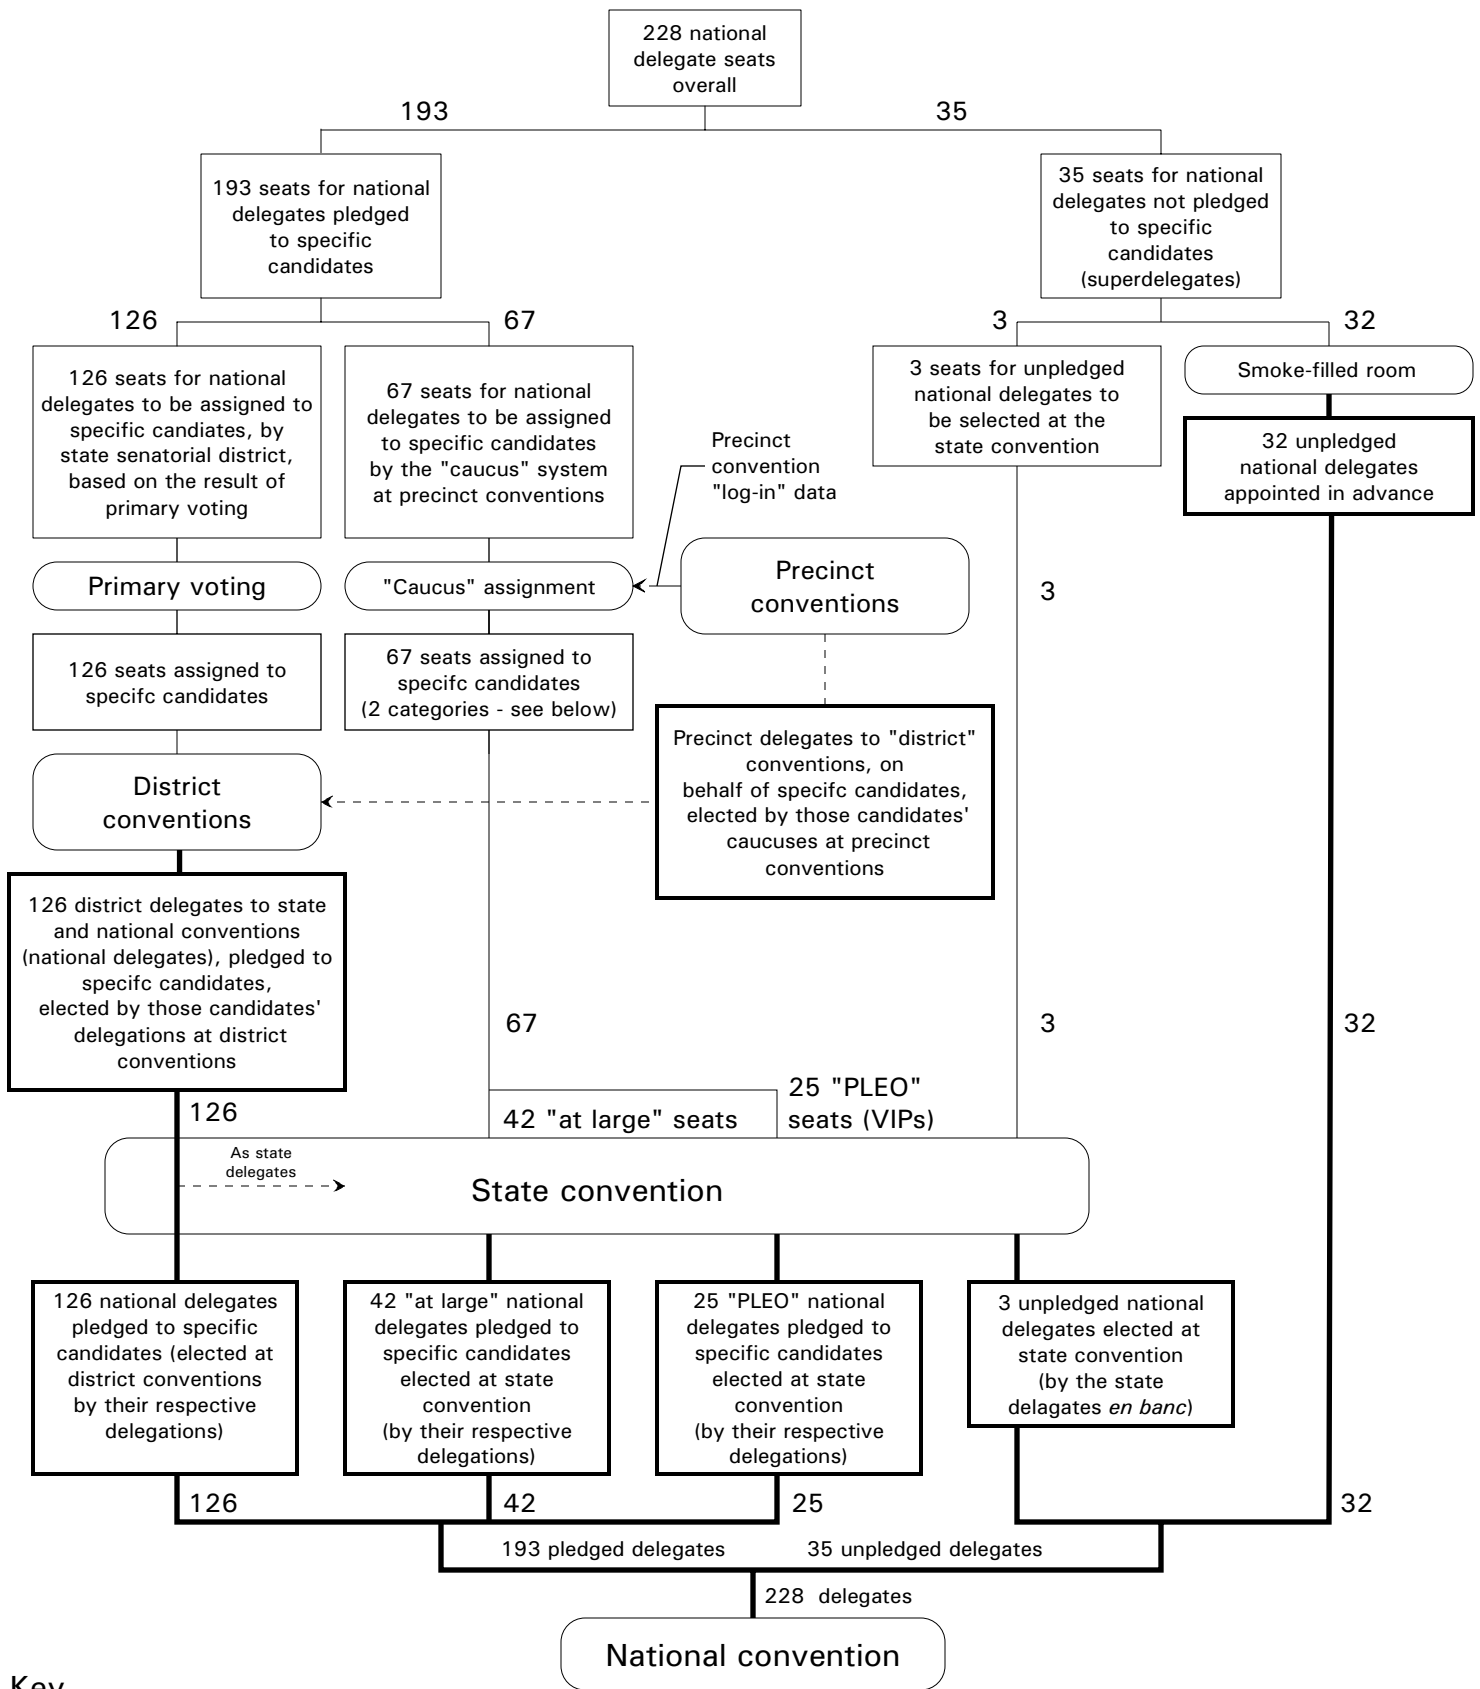 228 national
delegate seats
overall
193
35
193 seats for national
delegates pledged
to specific
candidates
35 seats for national
delegates not pledged
to specific
candidates
(superdelegates)
126
67
3
32
126 seats for national
delegates to be assigned to
specific candiates, by
state senatorial district,
based on the result of
primary voting
67 seats for national
delegates to be assigned
to specific candidates
by the "caucus" system
at precinct conventions
3 seats for unpledged
national delegates to
be selected at the
state convention
Smoke-filled room
32 unpledged
national delegates
appointed in advance
Precinct
convention
"log-in" data
Primary voting
"Caucus" assignment
Precinct
conventions
3
126 seats assigned to
specifc candidates
67 seats assigned to
specifc candidates
(2 categories - see below)
Precinct delegates to "district"
conventions, on
behalf of specifc candidates,
elected by those candidates'
caucuses at precinct
conventions
District
conventions
126 district delegates to state
and national conventions
(national delegates), pledged to
specifc candidates,
elected by those candidates'
delegations at district
conventions
67
3
32
126
42 "at large" seats
25 "PLEO"
seats (VIPs)
As state
delegates
State convention
126 national delegates
pledged to specific
candidates (elected at
district conventions
by their respective
delegations)
42 "at large" national
delegates pledged to
specific candidates
elected at state
convention
(by their respective
delegations)
25 "PLEO" national
delegates pledged to
specific candidates
elected at state
convention
(by their respective
delegations)
3 unpledged national
delegates elected at
state convention
(by the state
delagates en banc)
126
42
25
32
193 pledged delegates
35 unpledged delegates
228 delegates
National convention
Key